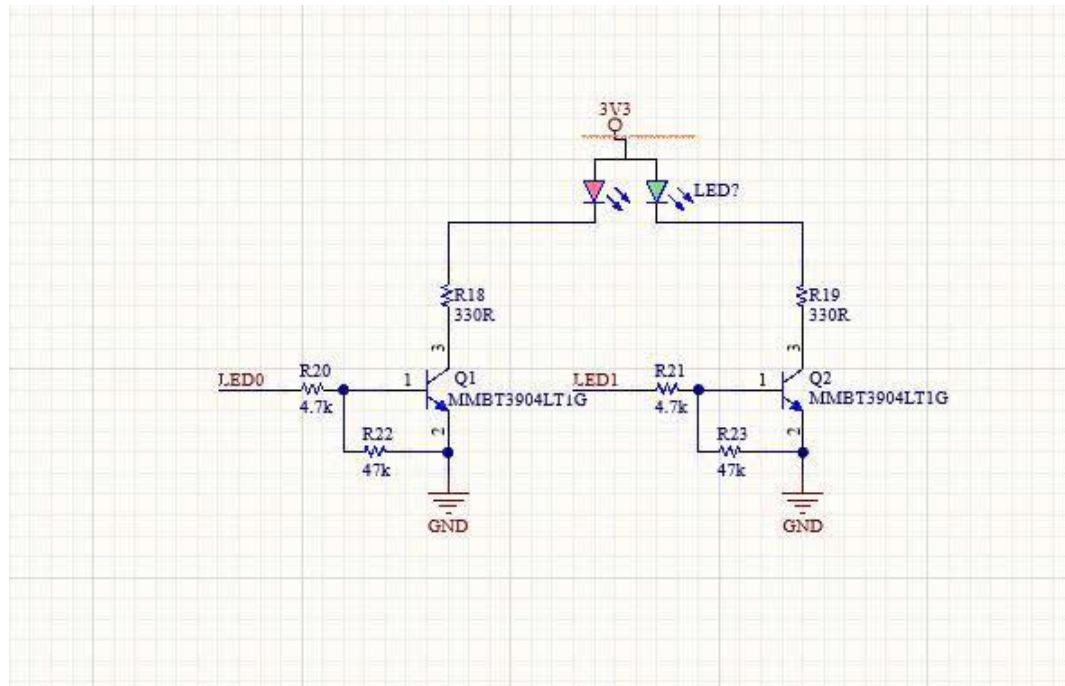 3V3
LED?
R18
330R
R19
330R
3
3
LED0
R20
4.7k
1
Q1
MMBT3904LT1G
LED1
R21
4.7k
1
Q2
MMBT3904LT1G
R22
47k
2
R23
47k
2
GND
GND